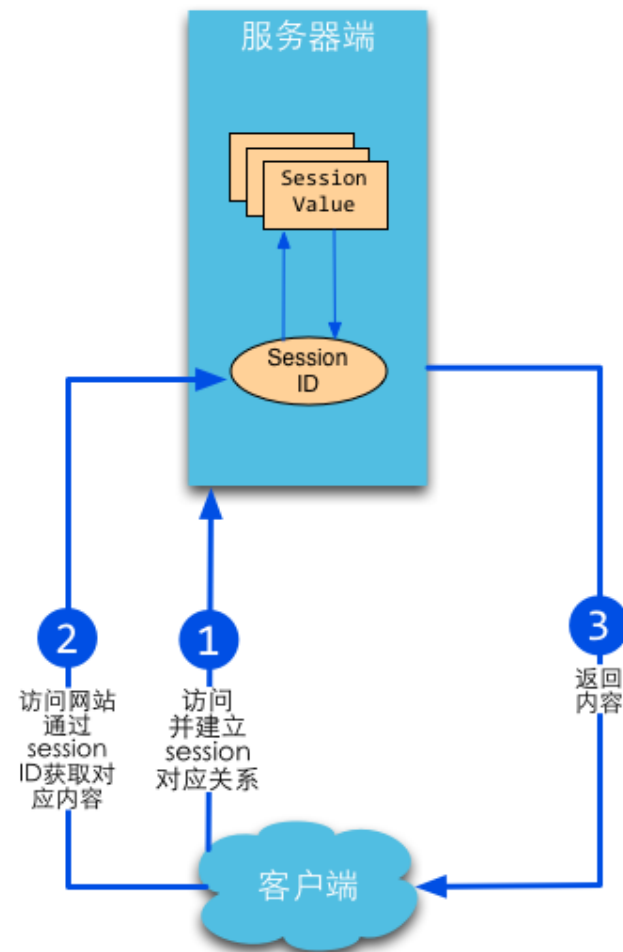 服务器端
Session
Value
Session
ID
2
访问网站
通过
session
ID获取对
应内容
1
访问
并建立
session
对应关系
3
返回
内容
客户端